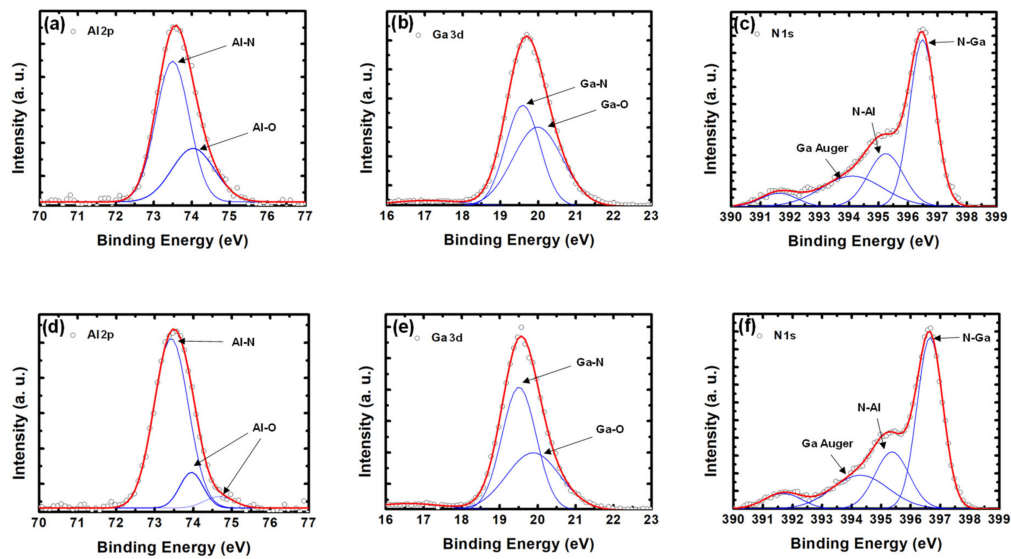 (a)
Al 2p
Al-N
Al-O
Intensity (a. u.)
70 71 72 73 74 75 76 77
Binding Energy (eV)
(b)
Ga 3d
Ga-N
Ga-O
Intensity (a. u.)
16 17 18 19 20 21 22 23
Binding Energy (eV)
(c)
N 1s
N-Ga
N-Al
Ga Auger
Intensity (a. u.)
390 391 392 393 394 395 396 397 398 399
Binding Energy (eV)
(d)
Al 2p
Al-N
Al-O
Intensity (a. u.)
70 71 72 73 74 75 76 77
Binding Energy (eV)
(e)
Ga 3d
Ga-N
Ga-O
Intensity (a. u.)
16 17 18 19 20 21 22 23
Binding Energy (eV)
(f)
N 1s
N-Ga
N-Al
Ga Auger
Intensity (a. u.)
390 391 392 393 394 395 396 397 398 399
Binding Energy (eV)